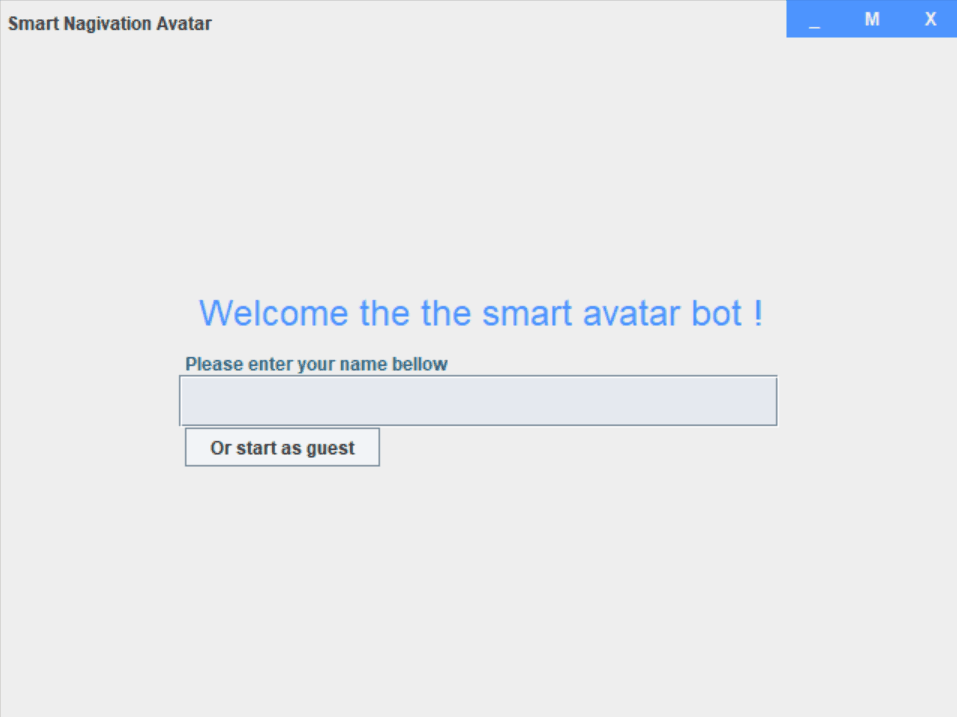 Smart Nagivation Avatar
_ M X
Welcome the the smart avatar bot !
Please enter your name bellow
Or start as guest